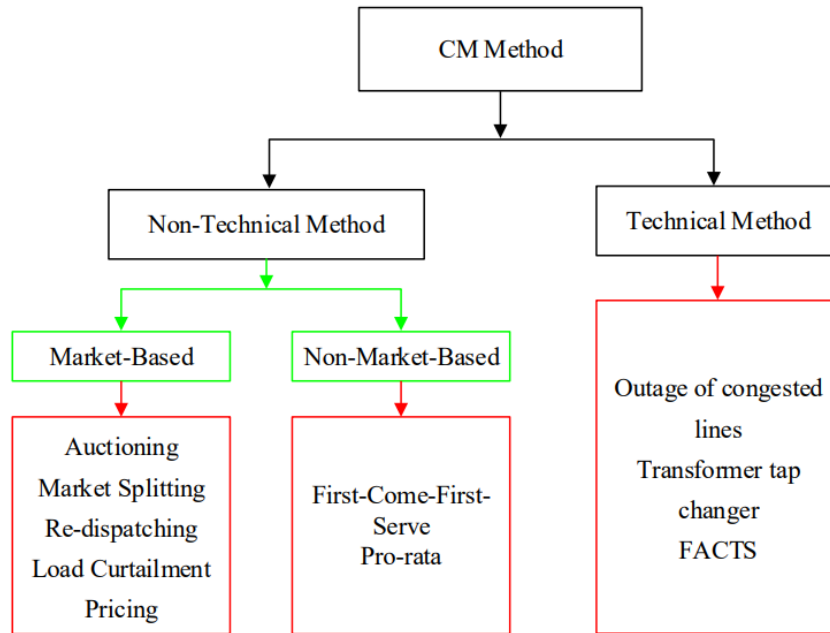 CM Method
Non-Technical Method
Technical Method
Market-Based
Non-Market-Based
Auctioning
Market Splitting
Re-dispatching
Load Curtailment
Pricing
First-Come-First-
Serve
Pro-rata
Outage of congested
lines
Transformer tap
changer
FACTS